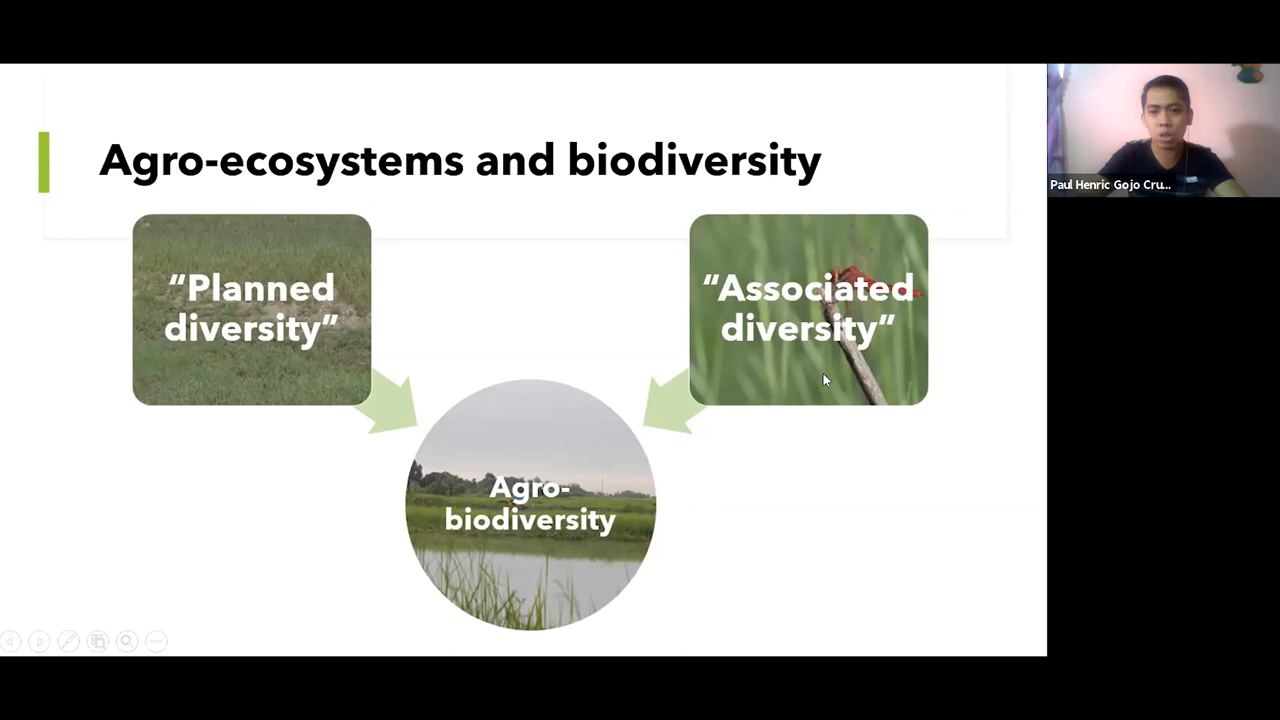 Agro-ecosystems and biodiversity
“Planned
diversity”
“Associated
diversity”
Agro-
biodiversity
Paul Henric Gojo Cru...